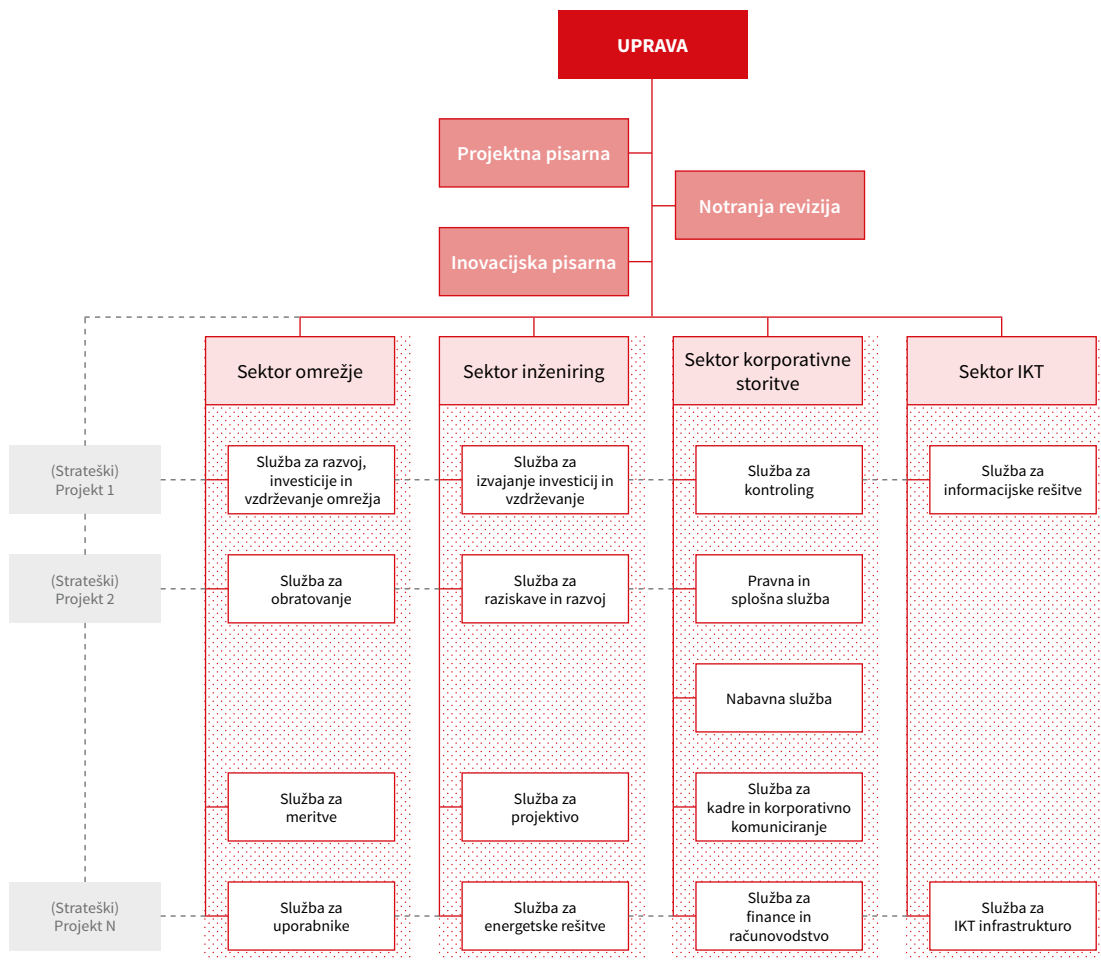 UPRAVA
Projektna pisarna
Notranja revizija
Inovacijska pisarna
Sektor omrežje
Sektor inženiring
Sektor korporativne
storitve
Sektor IKT
(Strateški)
Projekt 1
Služba za razvoj,
investicije in
vzdrževanje omrežja
Služba za
izvajanje investicij in
vzdrževanje
Služba za
kontroling
Služba za
informacijske rešitve
(Strateški)
Projekt 2
Služba za
obratovanje
Služba za
raziskave in razvoj
Pravna in
splošna služba
Nabavna služba
Služba za
meritve
Služba za
projektivo
Služba za
kadre in korporativno
komuniciranje
(Strateški)
Projekt N
Služba za
uporabnike
Služba za
energetske rešitve
Služba za
finance in
računovodstvo
Služba za
IKT infrastrukturo